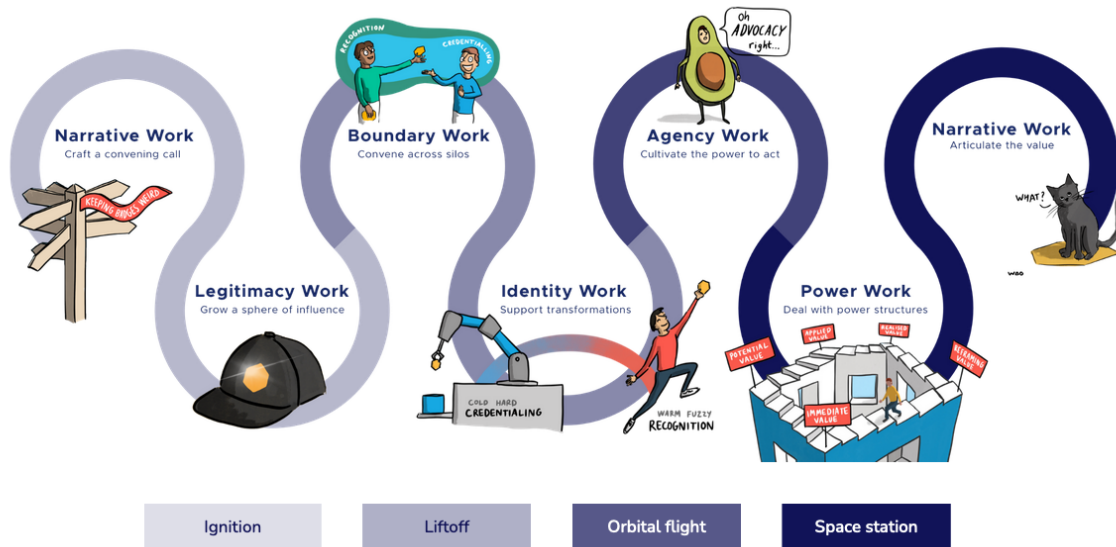 Narrative Work
Craft a convening call
KEEPING BADGES WEIRD
Legitimacy Work
Grow a sphere of influence
RECOGNITION
CREDENTIALLING
Boundary Work
Convene across silos
Identity Work
Support transformations
COLD HARD
CREDENTIALING
WARM FUZZY
RECOGNITION
Oh
ADVOCACY
right...
Agency Work
Cultivate the power to act
Power Work
Deal with power structures
POTENTIAL
VALUE
APPLIED
VALUE
REALISED
VALUE
REFRAMING
VALUE
IMMEDIATE
VALUE
Narrative Work
Articulate the value
WHAT?
WOO
Ignition
Liftoff
Orbital flight
Space station